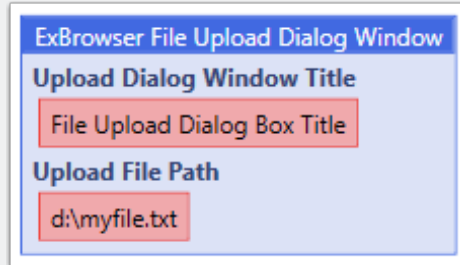 ExBrowser File Upload Dialog Window
Upload Dialog Window Title
File Upload Dialog Box Title
Upload File Path
d:\myfile.txt